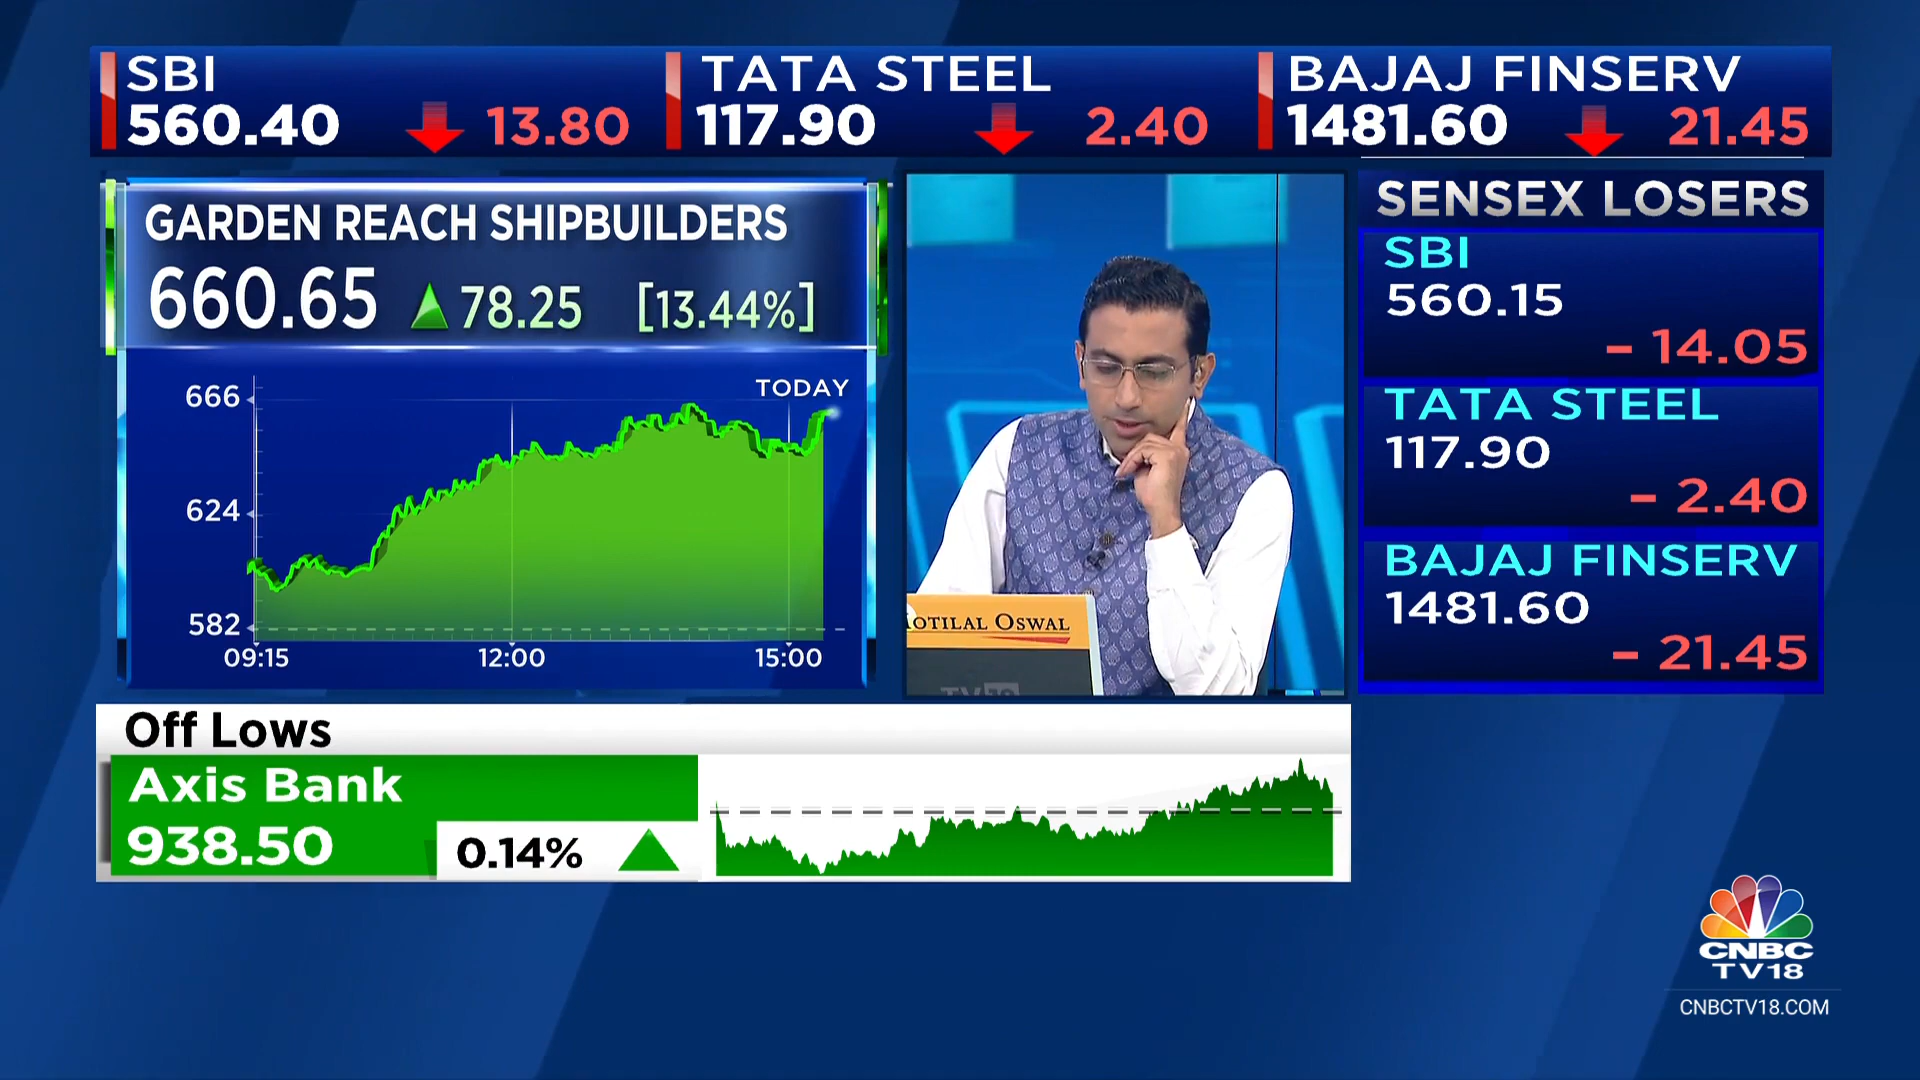 SBI
560.40 13.80
TATA STEEL
117.90 2.40
BAJAJ FINSERV
1481.60 21.45
GARDEN REACH SHIPBUILDERS
660.65 78.25 [13.44%]
TODAY
666
624
582
09:15 12:00 15:00
OTILAL OSWAL
TV18
SENSEX LOSERS
SBI
560.15
- 14.05
TATA STEEL
117.90
- 2.40
BAJAJ FINSERV
1481.60
- 21.45
Off Lows
Axis Bank
938.50 0.14%
CNBC
TV18
CNBCTV18.COM